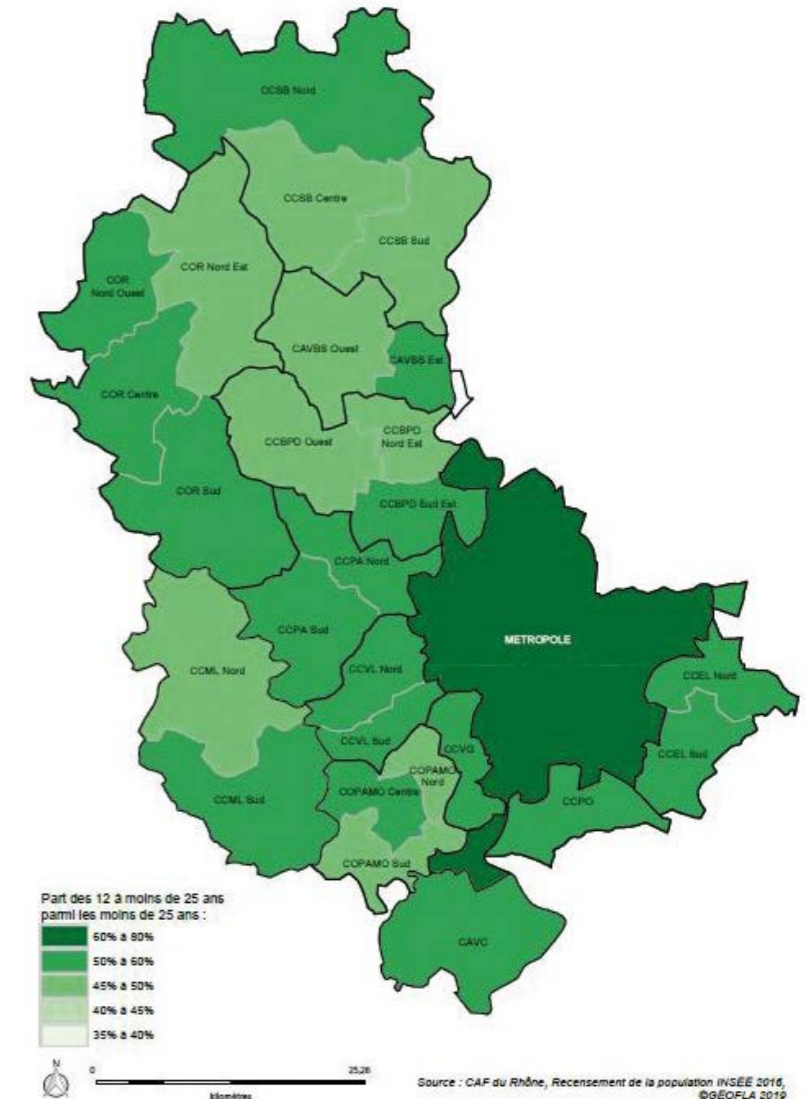 CCSB Nord
CCSB Centre
CCSB Sud
COR Nord Est
COR
Nord Ouest
CAVBS Ouest
CAVBS Est
COR Centre
CCBPD
Nord Est
CCBPD Ouest
COR Sud
CCBPD Sud Est
CCPA Nord
CCPA Sud
METROPOLE
CCML Nord
CCVL Nord
CCEL Nord
CCVL Sud
CCVG
CCEL Sud
COPAMO
Nord
COPAMO Centre
CCML Sud
CCPO
COPAMO Sud
CAVC
Part des 12 à moins de 25 ans
parmi les moins de 25 ans :
60% à 80%
50% à 60%
45% à 50%
40% à 45%
35% à 40%
N
0 25,26
kilomètres
Source : CAF du Rhône, Recensement de la population INSEE 2016,
©GEOFLA 2019